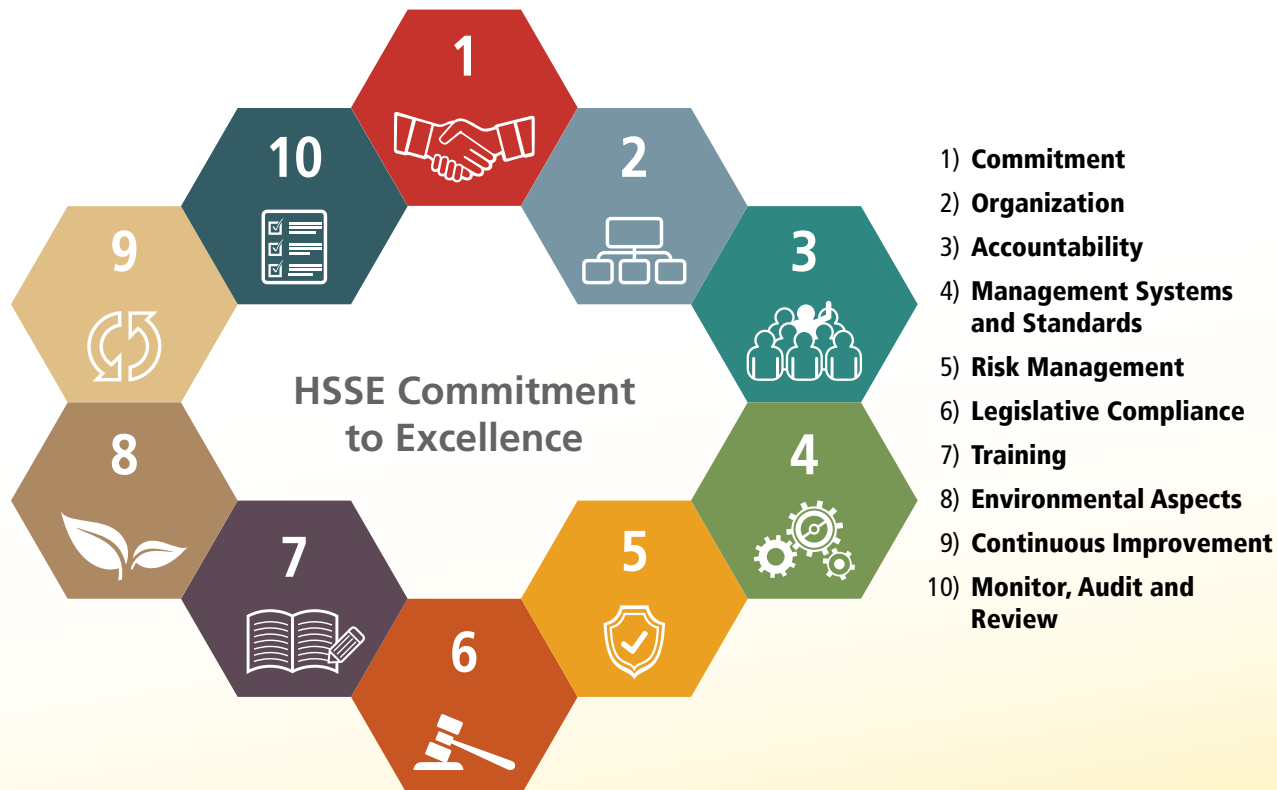 1
2
3
4
5
6
7
8
9
10
HSSE Commitment
to Excellence
1) Commitment
2) Organization
3) Accountability
4) Management Systems
and Standards
5) Risk Management
6) Legislative Compliance
7) Training
8) Environmental Aspects
9) Continuous Improvement
10) Monitor, Audit and
Review